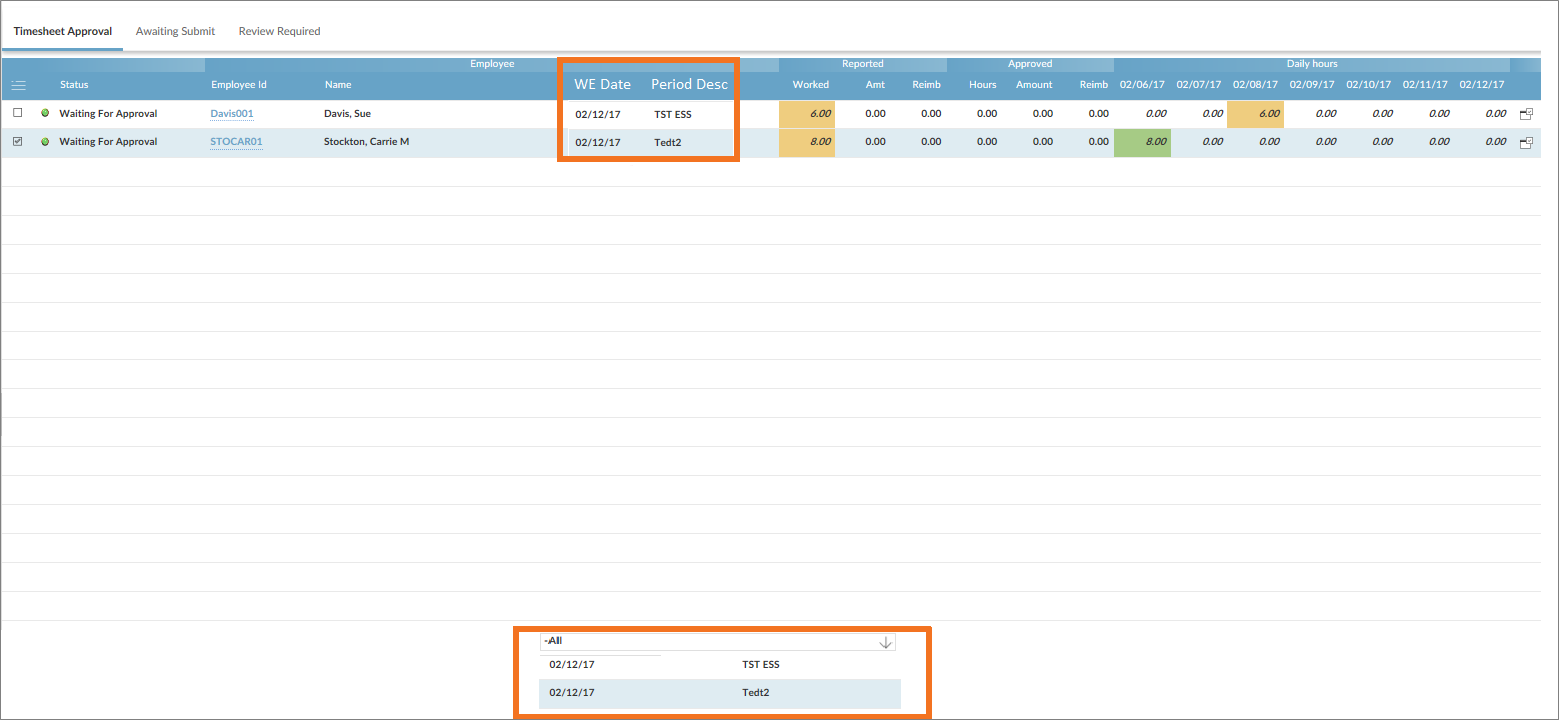 Timesheet Approval Awaiting Submit Review Required
Employee Reported Approved Daily hours
Status Employee Id Name WE Date Period Desc Worked Amt Reimb Hours Amount Reimb 02/06/17 02/07/17 02/08/17 02/09/17 02/10/17 02/11/17 02/12/17
Waiting For Approval Davis001 Davis, Sue 02/12/17 TST ESS 6.00 0.00 0.00 0.00 0.00 0.00 0.00 0.00 6.00 0.00 0.00 0.00 0.00
Waiting For Approval STOCAR01 Stockton, Carrie M 02/12/17 Tedt2 8.00 0.00 0.00 0.00 0.00 0.00 8.00 0.00 0.00 0.00 0.00 0.00 0.00
-All
02/12/17 TST ESS
02/12/17 Tedt2